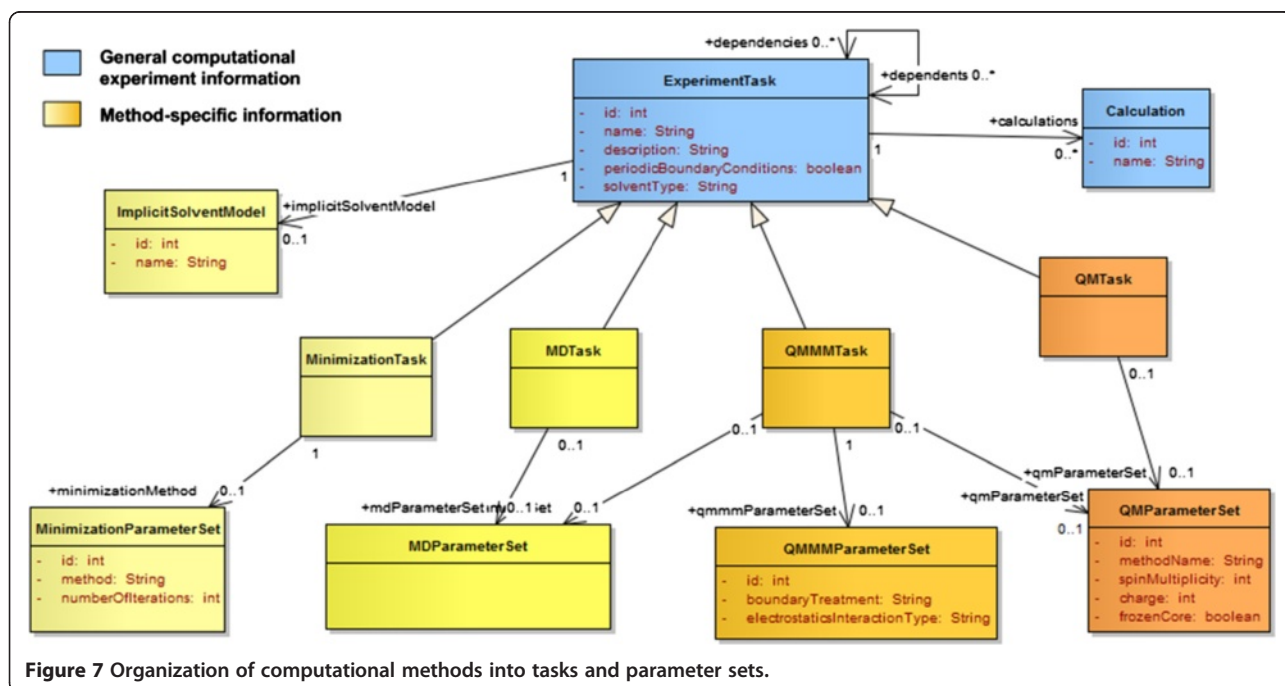 General computational
experiment information
Method-specific information
+dependencies 0..*
+dependents 0..*
ExperimentTask
- id: int
- name: String
- description: String
- periodicBoundaryConditions: boolean
- solventType: String
+calculations
1
0..*
Calculation
- id: int
- name: String
1
+implicitSolventModel
0..1
ImplicitSolventModel
- id: int
- name: String
QMTask
0..1
MinimizationTask
1
MDTask
0..1
QMMMTask
0..1
1
0..1
+minimizationMethod
0..1
MinimizationParameterSet
- id: int
- method: String
- numberOfIterations: int
+mdParameterSet
0..1
0..1
MDParameterSet
+qmmmParameterSet
0..1
QMMMParameterSet
- id: int
- boundaryTreatment: String
- electrostaticsInteractionType: String
+qmParameterSet
0..1
+qmParameterSet
0..1
QMParameterSet
- id: int
- methodName: String
- spinMultiplicity: int
- charge: int
- frozenCore: boolean
Figure 7 Organization of computational methods into tasks and parameter sets.